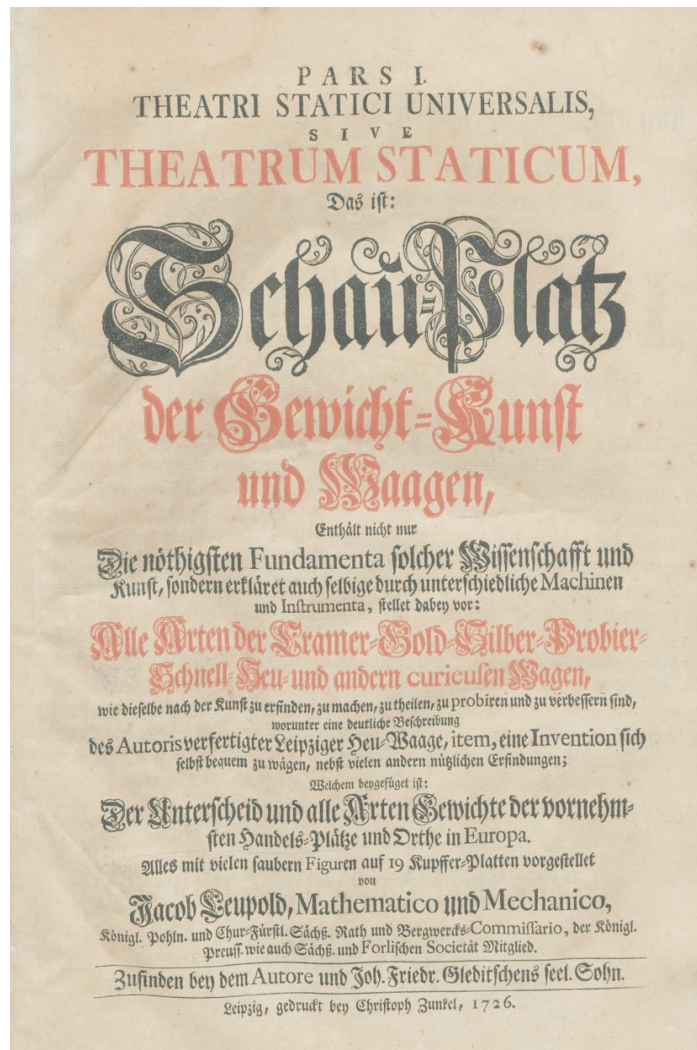 PARS I.
THEATRI STATICI UNIVERSALIS,
SIVE
THEATRUM STATICUM,
Das ist:
Schau-Platz
der Gewicht-Kunst
und Waagen,
Enthält nicht nur
Die nöthigsten Fundamenta solcher Wissenschafft und
Kunst, sondern erkläret auch selbige durch unterschiedliche Machinen
und Instrumenta, stellet dabey vor:
Alle Arten der Cramer-Gold-Silber-Probier-
Schnell-Heu- und andern curieusen Wagen,
wie dieselbe nach der Kunst zu erfinden, zu machen, zu theilen, zu probiren und zu verbessern sind,
worunter eine deutliche Beschreibung
des Autoris verfertigter Leipziger Heu-Waage, item, eine Invention sich
selbst bequem zu wägen, nebst vielen andern nützlichen Erfindungen;
Welchem beygefüget ist:
Der Unterscheid und alle Arten Gewichte der vornehm-
sten Handels-Plätze und Orthe in Europa.
Alles mit vielen saubern Figuren auf 19 Kupffer-Platten vorgestellet
von
Jacob Leupold, Mathematico und Mechanico,
Königl. Pohln. und Chur-Fürstl. Sächß. Rath und Bergwercks-Commissario, der Königl.
Preuss. wie auch Sächß. und Forlischen Societät Mitglied.
Zufinden bey dem Autore und Joh. Friedr. Gleditschens seel. Sohn.
Leipzig, gedruckt bey Christoph Zunkel, 1726.